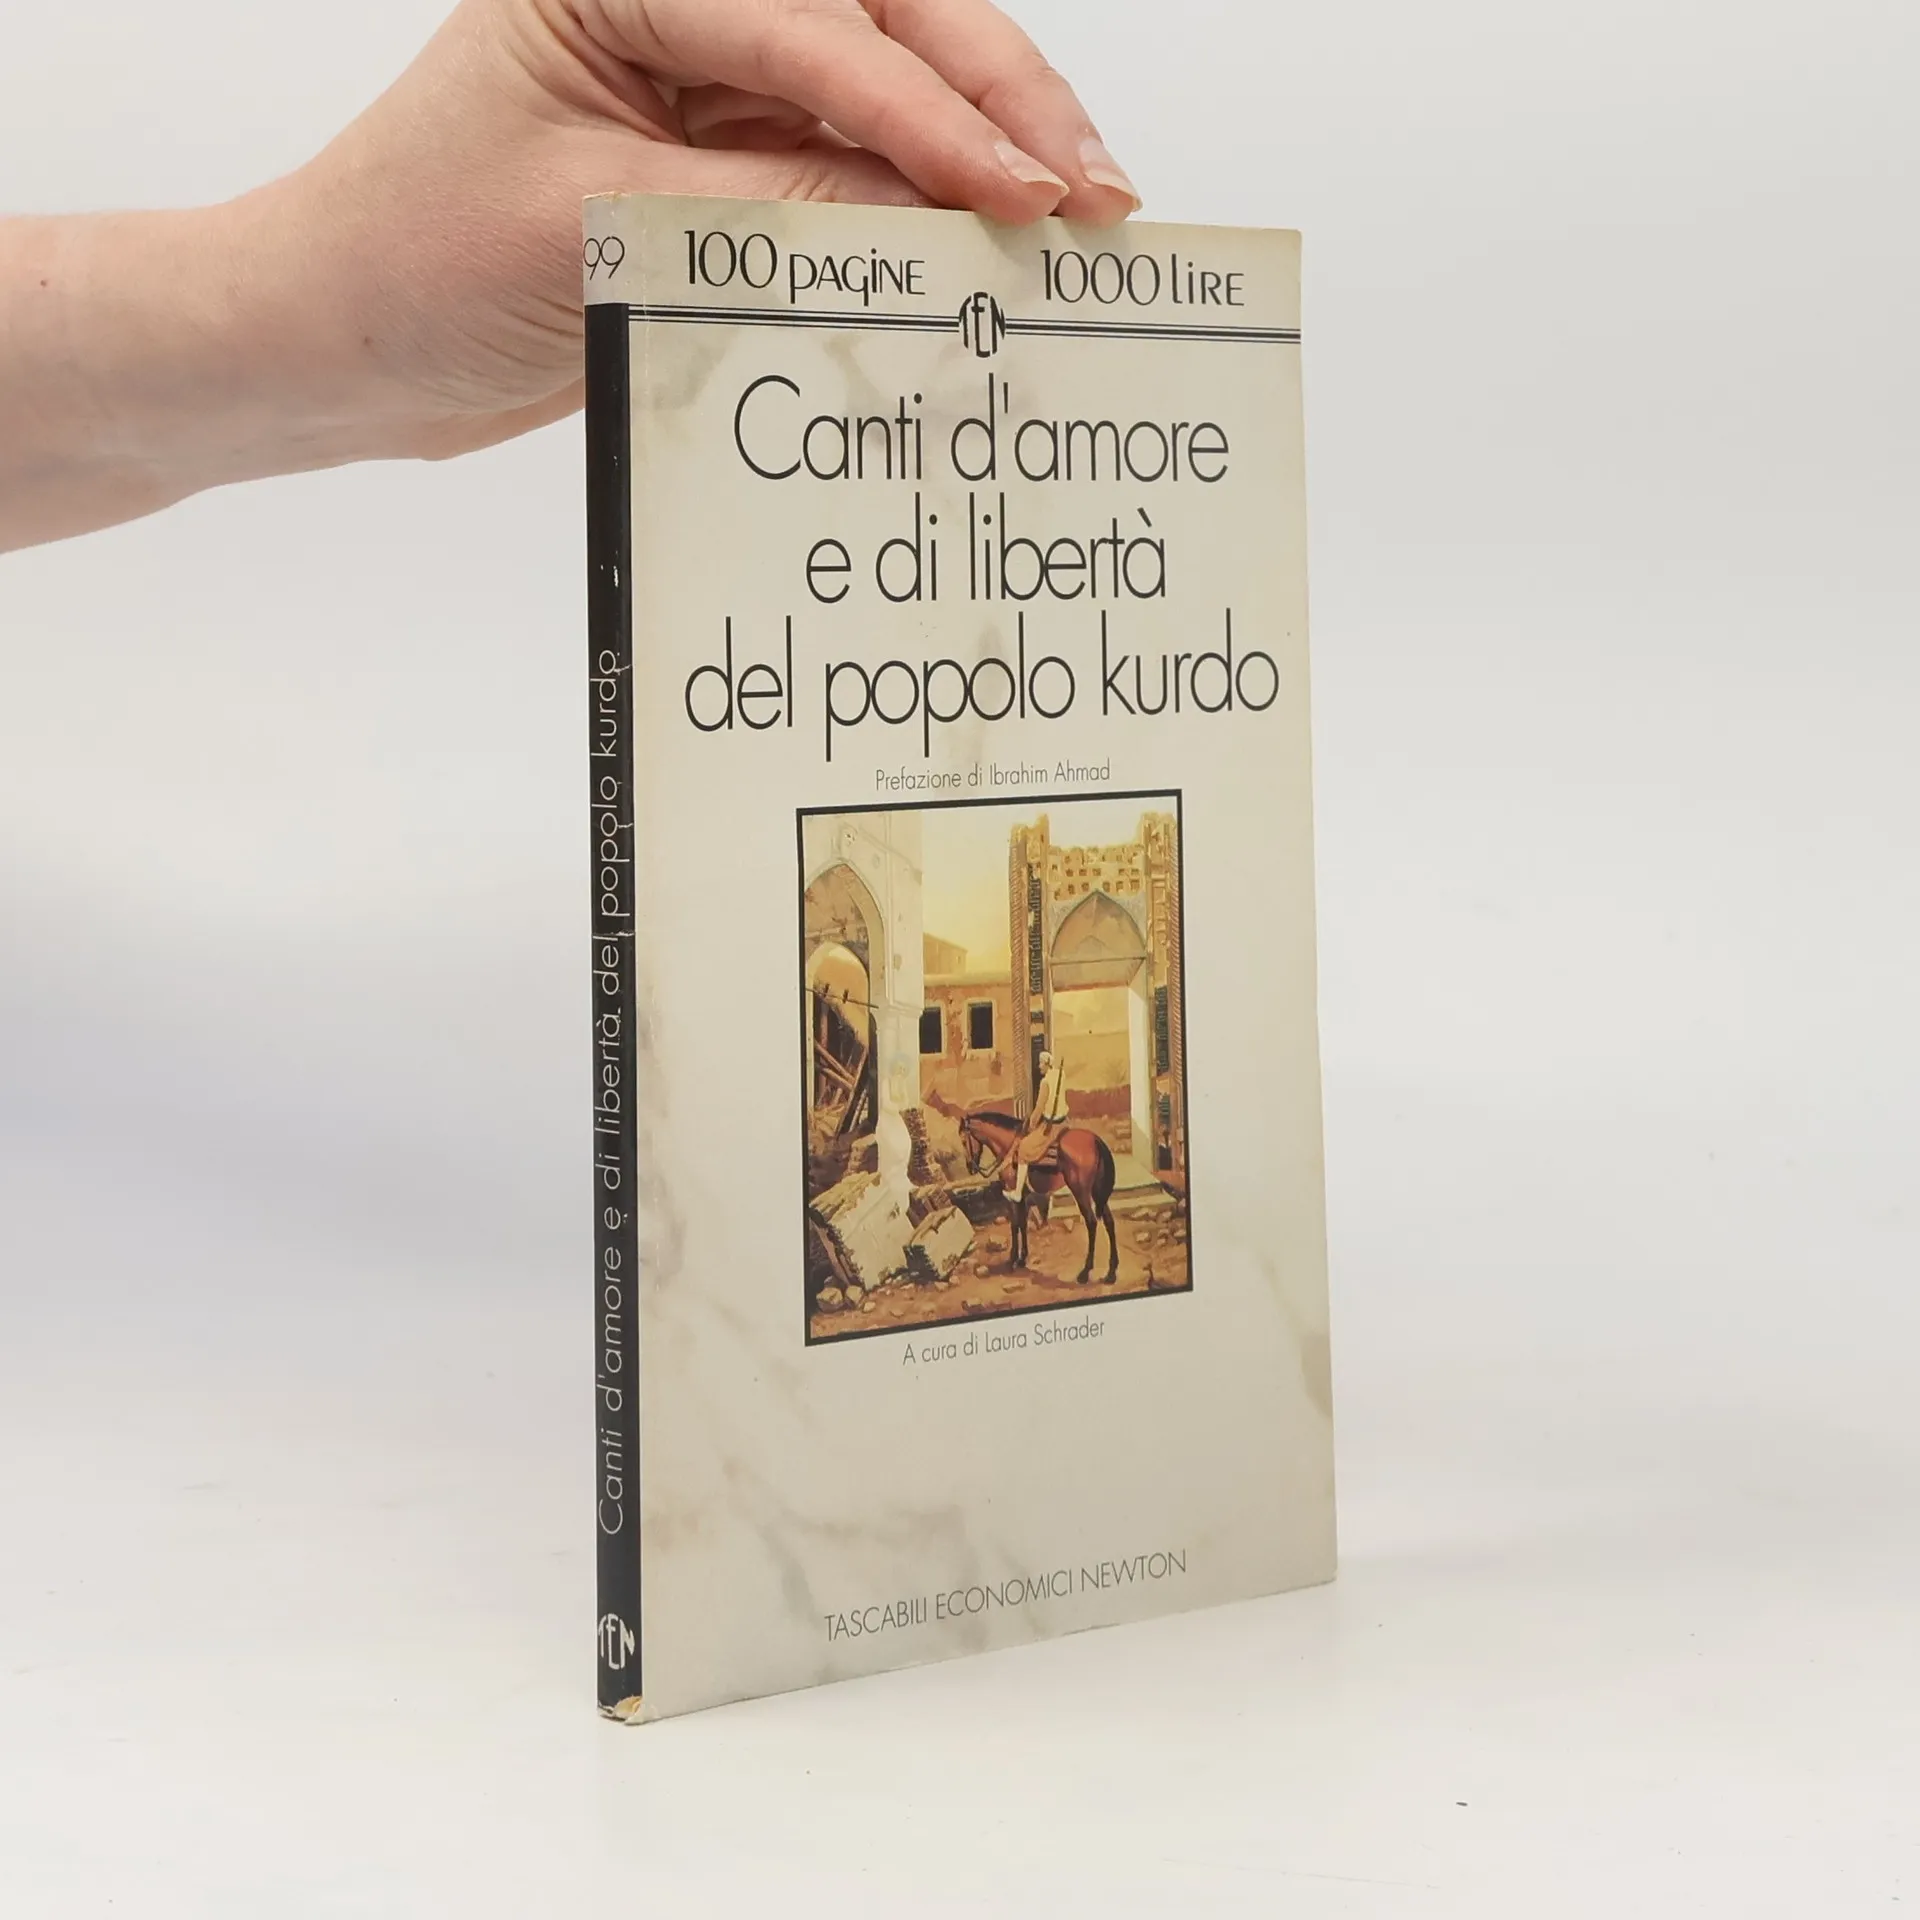 99
100 PAGINE 1000 LIRE
TEN
Canti d'amore
e di libertà
del popolo kurdo
Prefazione di Ibrahim Ahmad
A cura di Laura Schrader
TASCABILI ECONOMICI NEWTON
Canti d'amore e di libertà del popolo kurdo
TEN